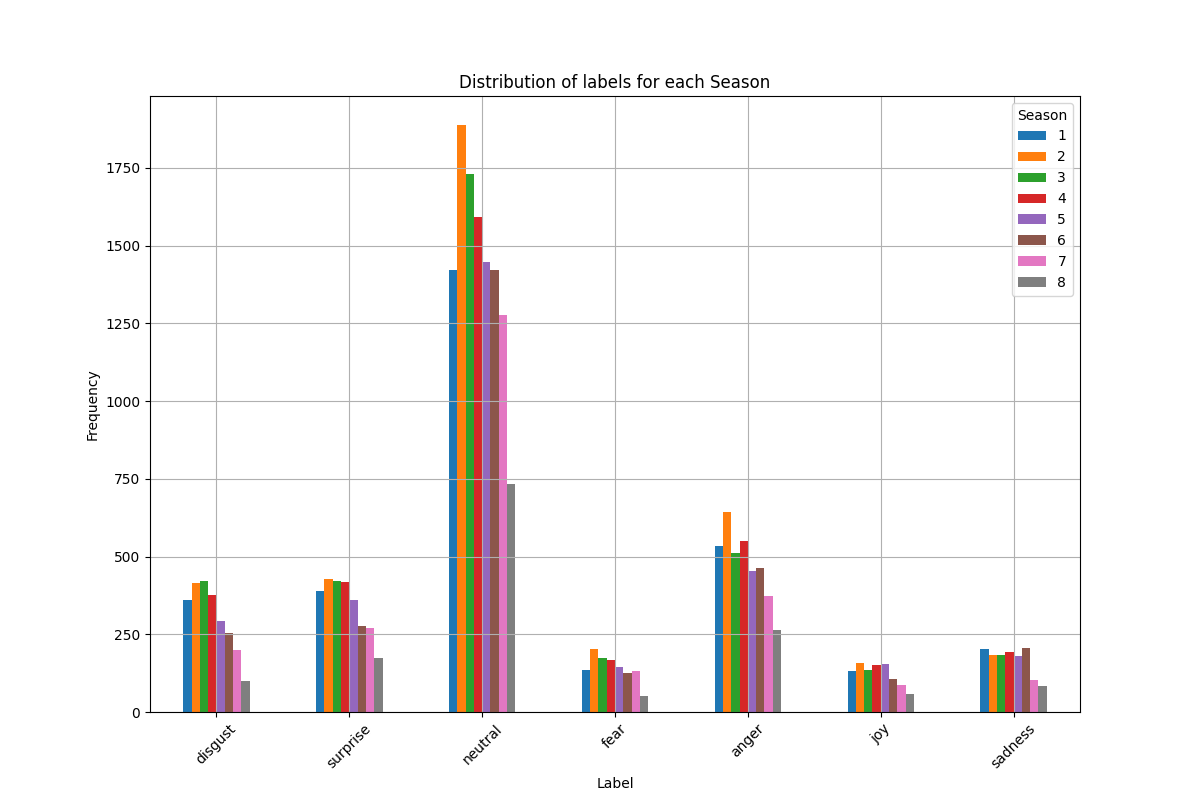 Distribution of labels for each Season
Season
1
2
3
4
5
6
7
8
1750
1500
1250
1000
750
500
250
0
Frequency
disgust
surprise
neutral
fear
anger
joy
sadness
Label